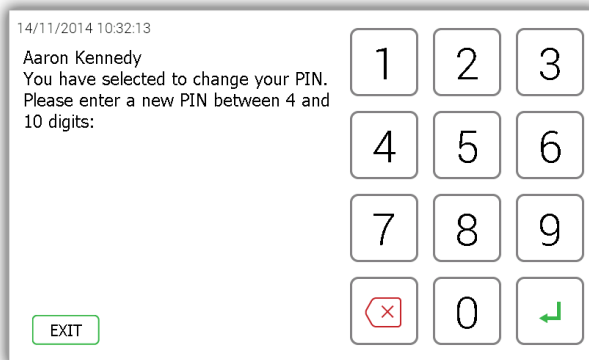 14/11/2014 10:32:13
Aaron Kennedy
You have selected to change your PIN.
Please enter a new PIN between 4 and
10 digits:
1 2 3
4 5 6
7 8 9
0
EXIT